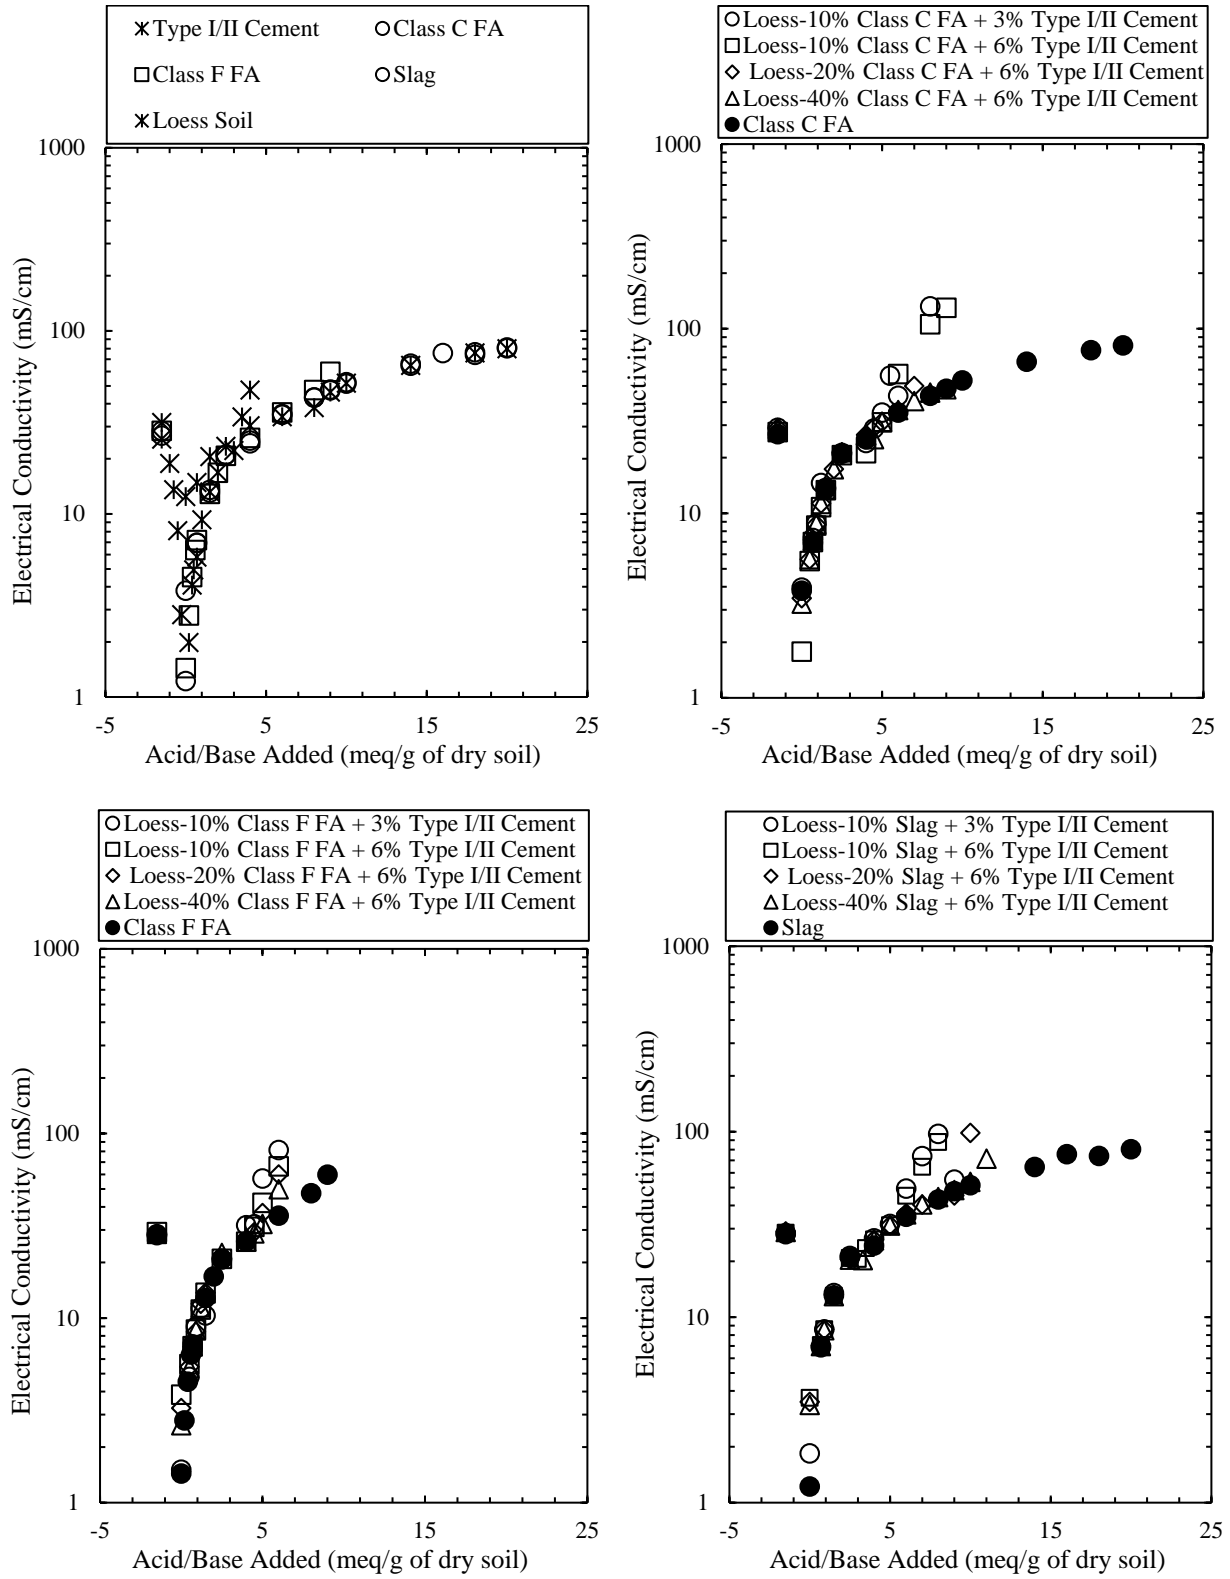 Type I/II Cement Class C FA
Class F FA Slag
Loess Soil
1000
100
10
1
-5 5 15 25
Electrical Conductivity (mS/cm)
Acid/Base Added (meq/g of dry soil)
Loess-10% Class C FA + 3% Type I/II Cement
Loess-10% Class C FA + 6% Type I/II Cement
Loess-20% Class C FA + 6% Type I/II Cement
Loess-40% Class C FA + 6% Type I/II Cement
Class C FA
1000
100
10
1
-5 5 15 25
Electrical Conductivity (mS/cm)
Acid/Base Added (meq/g of dry soil)
Loess-10% Class F FA + 3% Type I/II Cement
Loess-10% Class F FA + 6% Type I/II Cement
Loess-20% Class F FA + 6% Type I/II Cement
Loess-40% Class F FA + 6% Type I/II Cement
Class F FA
1000
100
10
1
-5 5 15 25
Electrical Conductivity (mS/cm)
Acid/Base Added (meq/g of dry soil)
Loess-10% Slag + 3% Type I/II Cement
Loess-10% Slag + 6% Type I/II Cement
Loess-20% Slag + 6% Type I/II Cement
Loess-40% Slag + 6% Type I/II Cement
Slag
1000
100
10
1
-5 5 15 25
Electrical Conductivity (mS/cm)
Acid/Base Added (meq/g of dry soil)